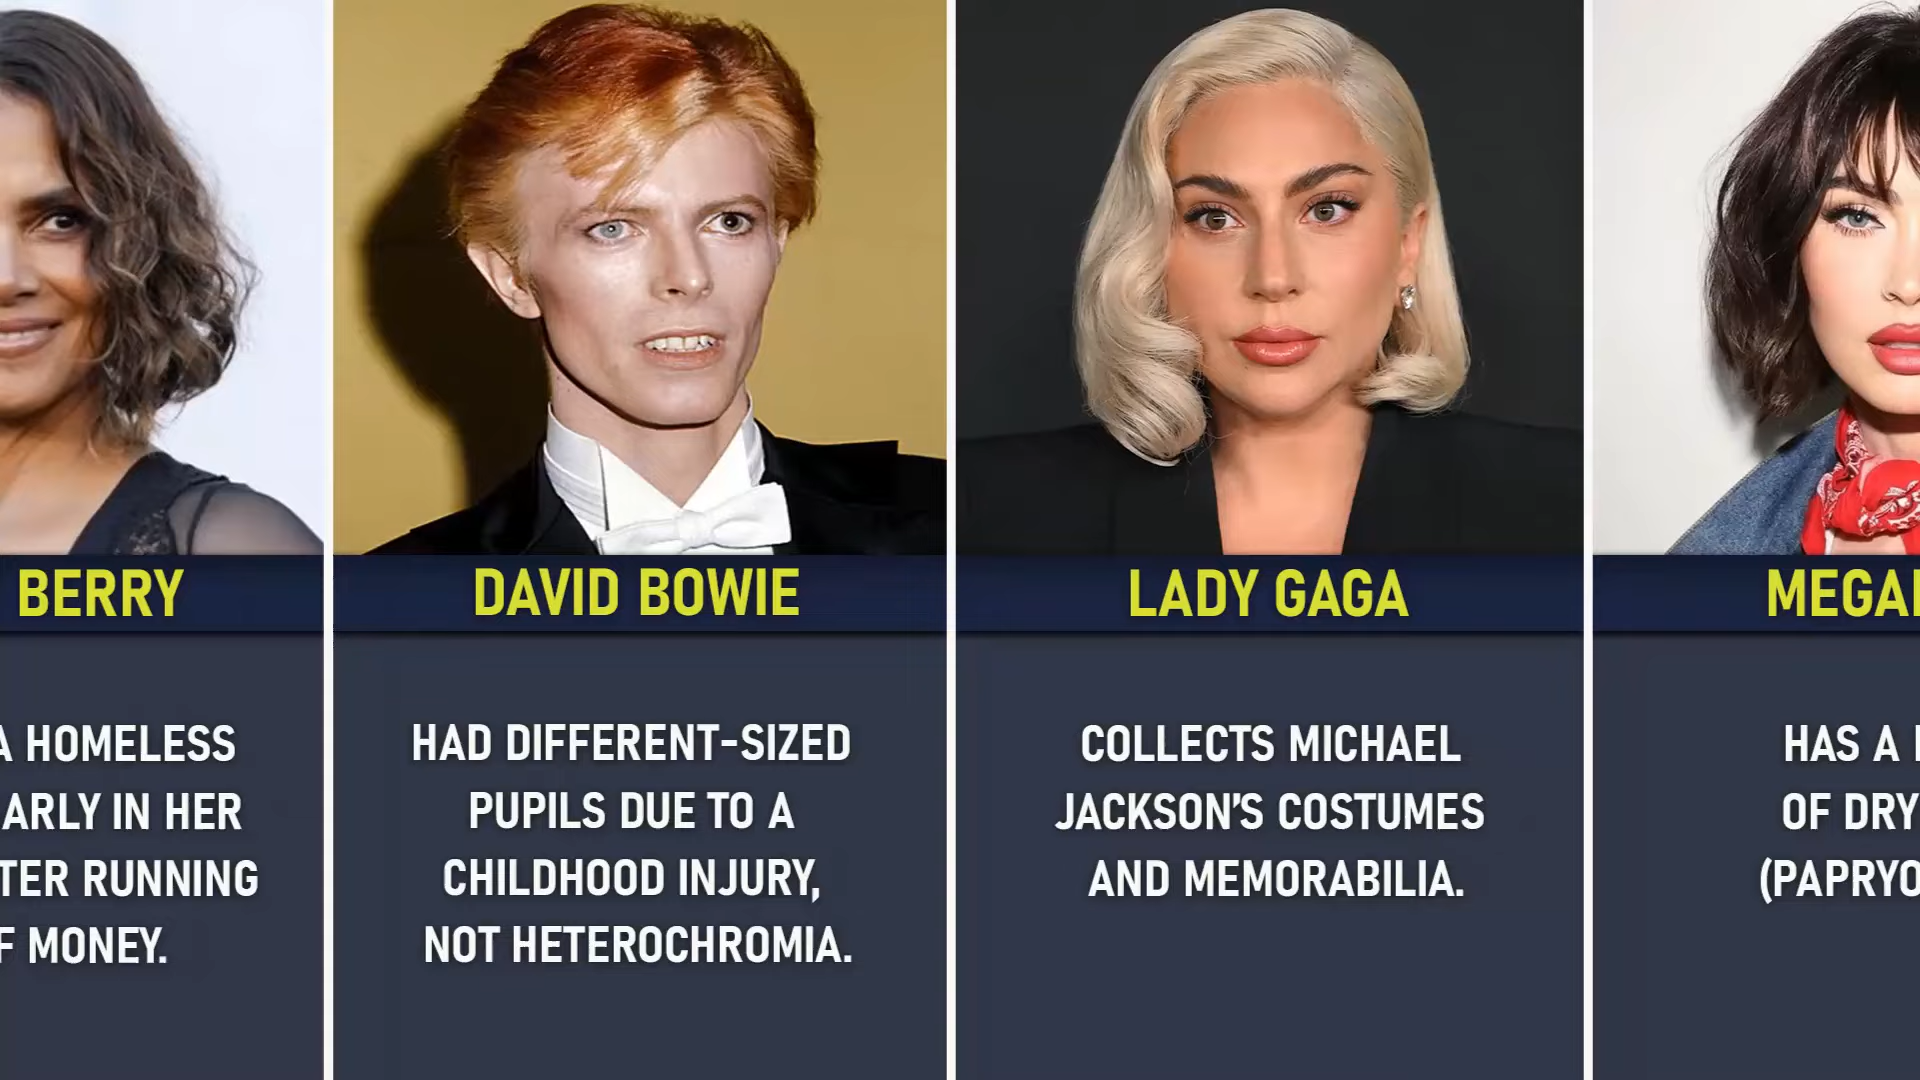 BERRY
A HOMELESS
ARLY IN HER
TER RUNNING
F MONEY.
DAVID BOWIE
HAD DIFFERENT-SIZED
PUPILS DUE TO A
CHILDHOOD INJURY,
NOT HETEROCHROMIA.
LADY GAGA
COLLECTS MICHAEL
JACKSON'S COSTUMES
AND MEMORABILIA.
MEGA
HAS A
OF DRY
(PAPRYO